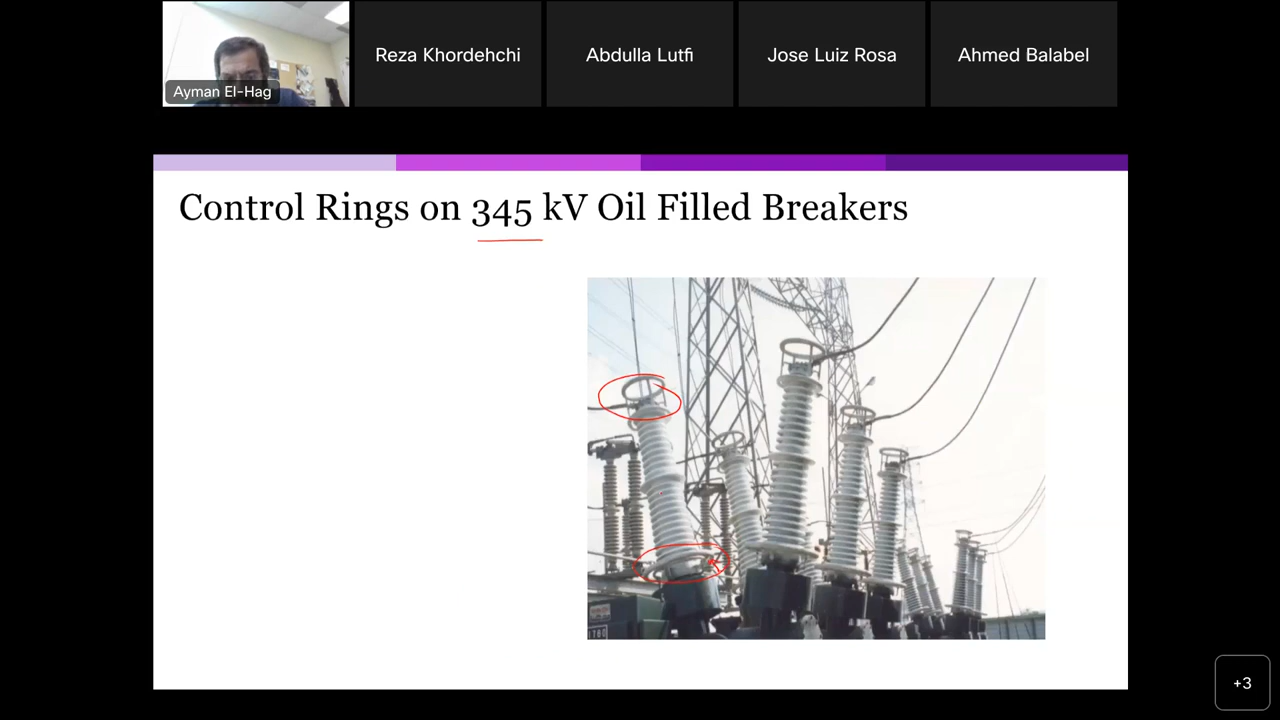 Ayman El-Hag
Reza Khordehchi
Abdulla Lutfi
Jose Luiz Rosa
Ahmed Balabel
Control Rings on 345 kV Oil Filled Breakers
+3